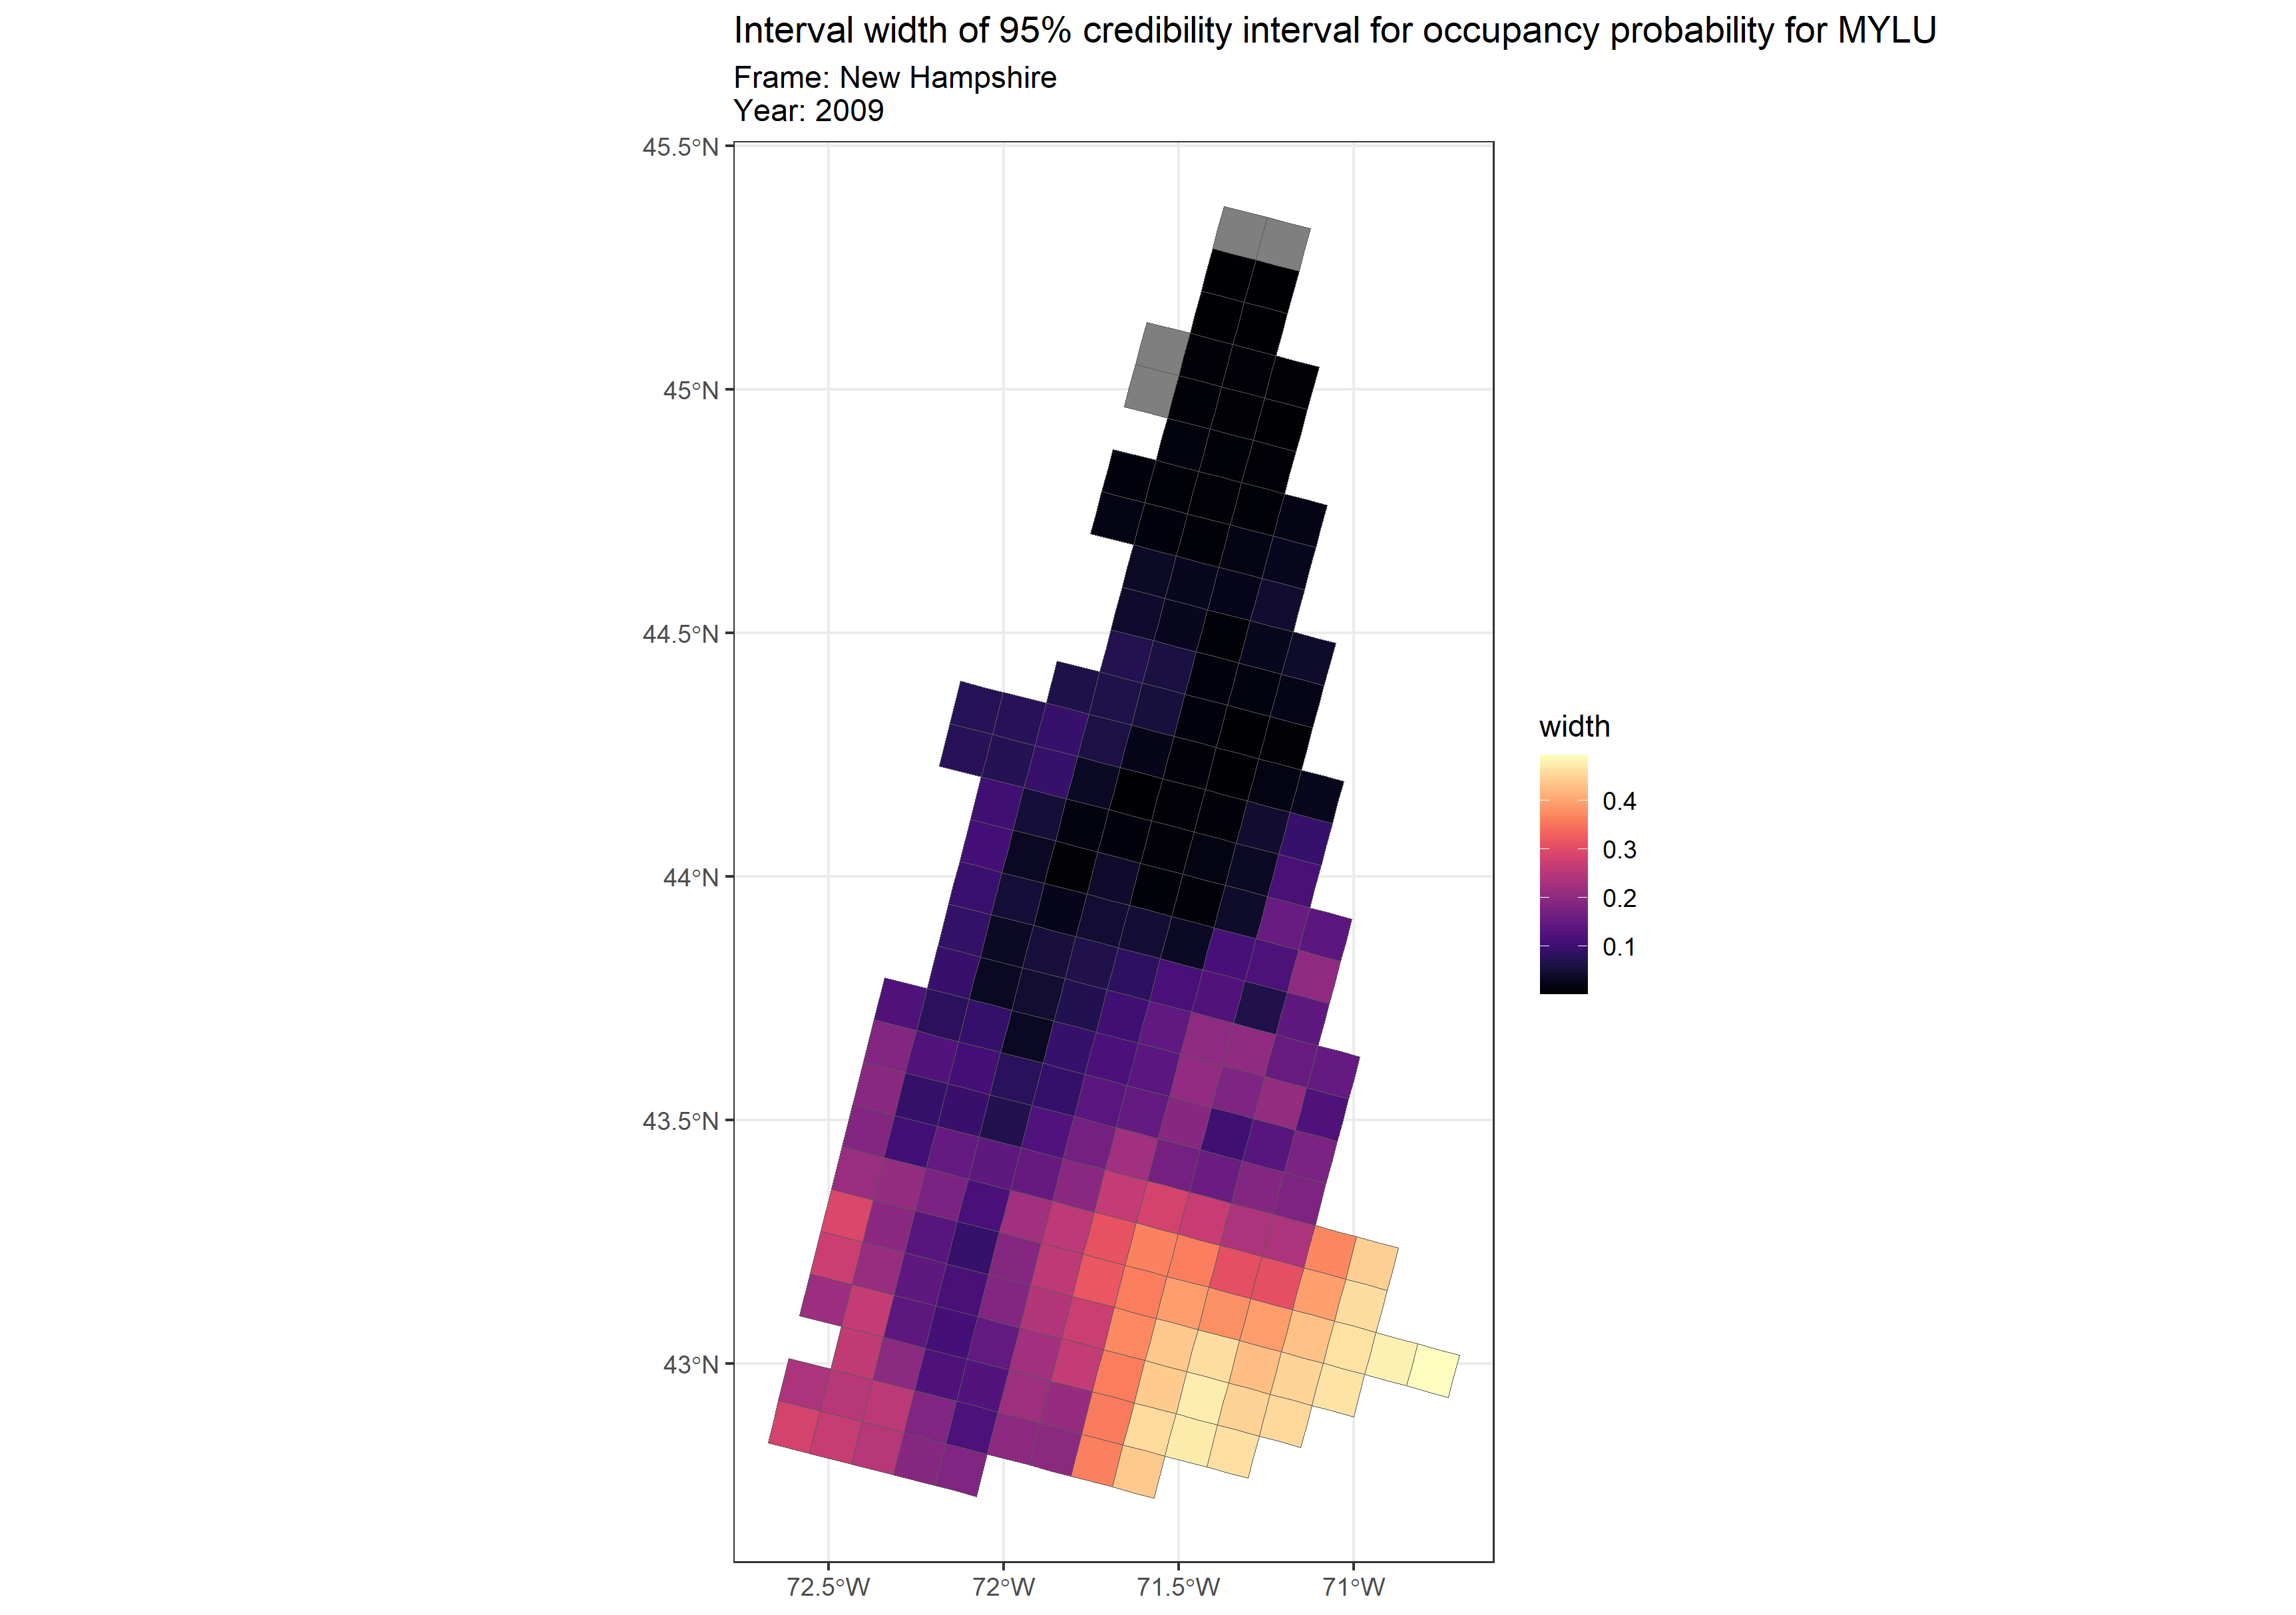 Interval width of 95% credibility interval for occupancy probability for MYLU
Frame: New Hampshire
Year: 2009
45.5°N
45°N
44.5°N
44°N
43.5°N
43°N
72.5°W
72°W
71.5°W
71°W
width
0.4
0.3
0.2
0.1